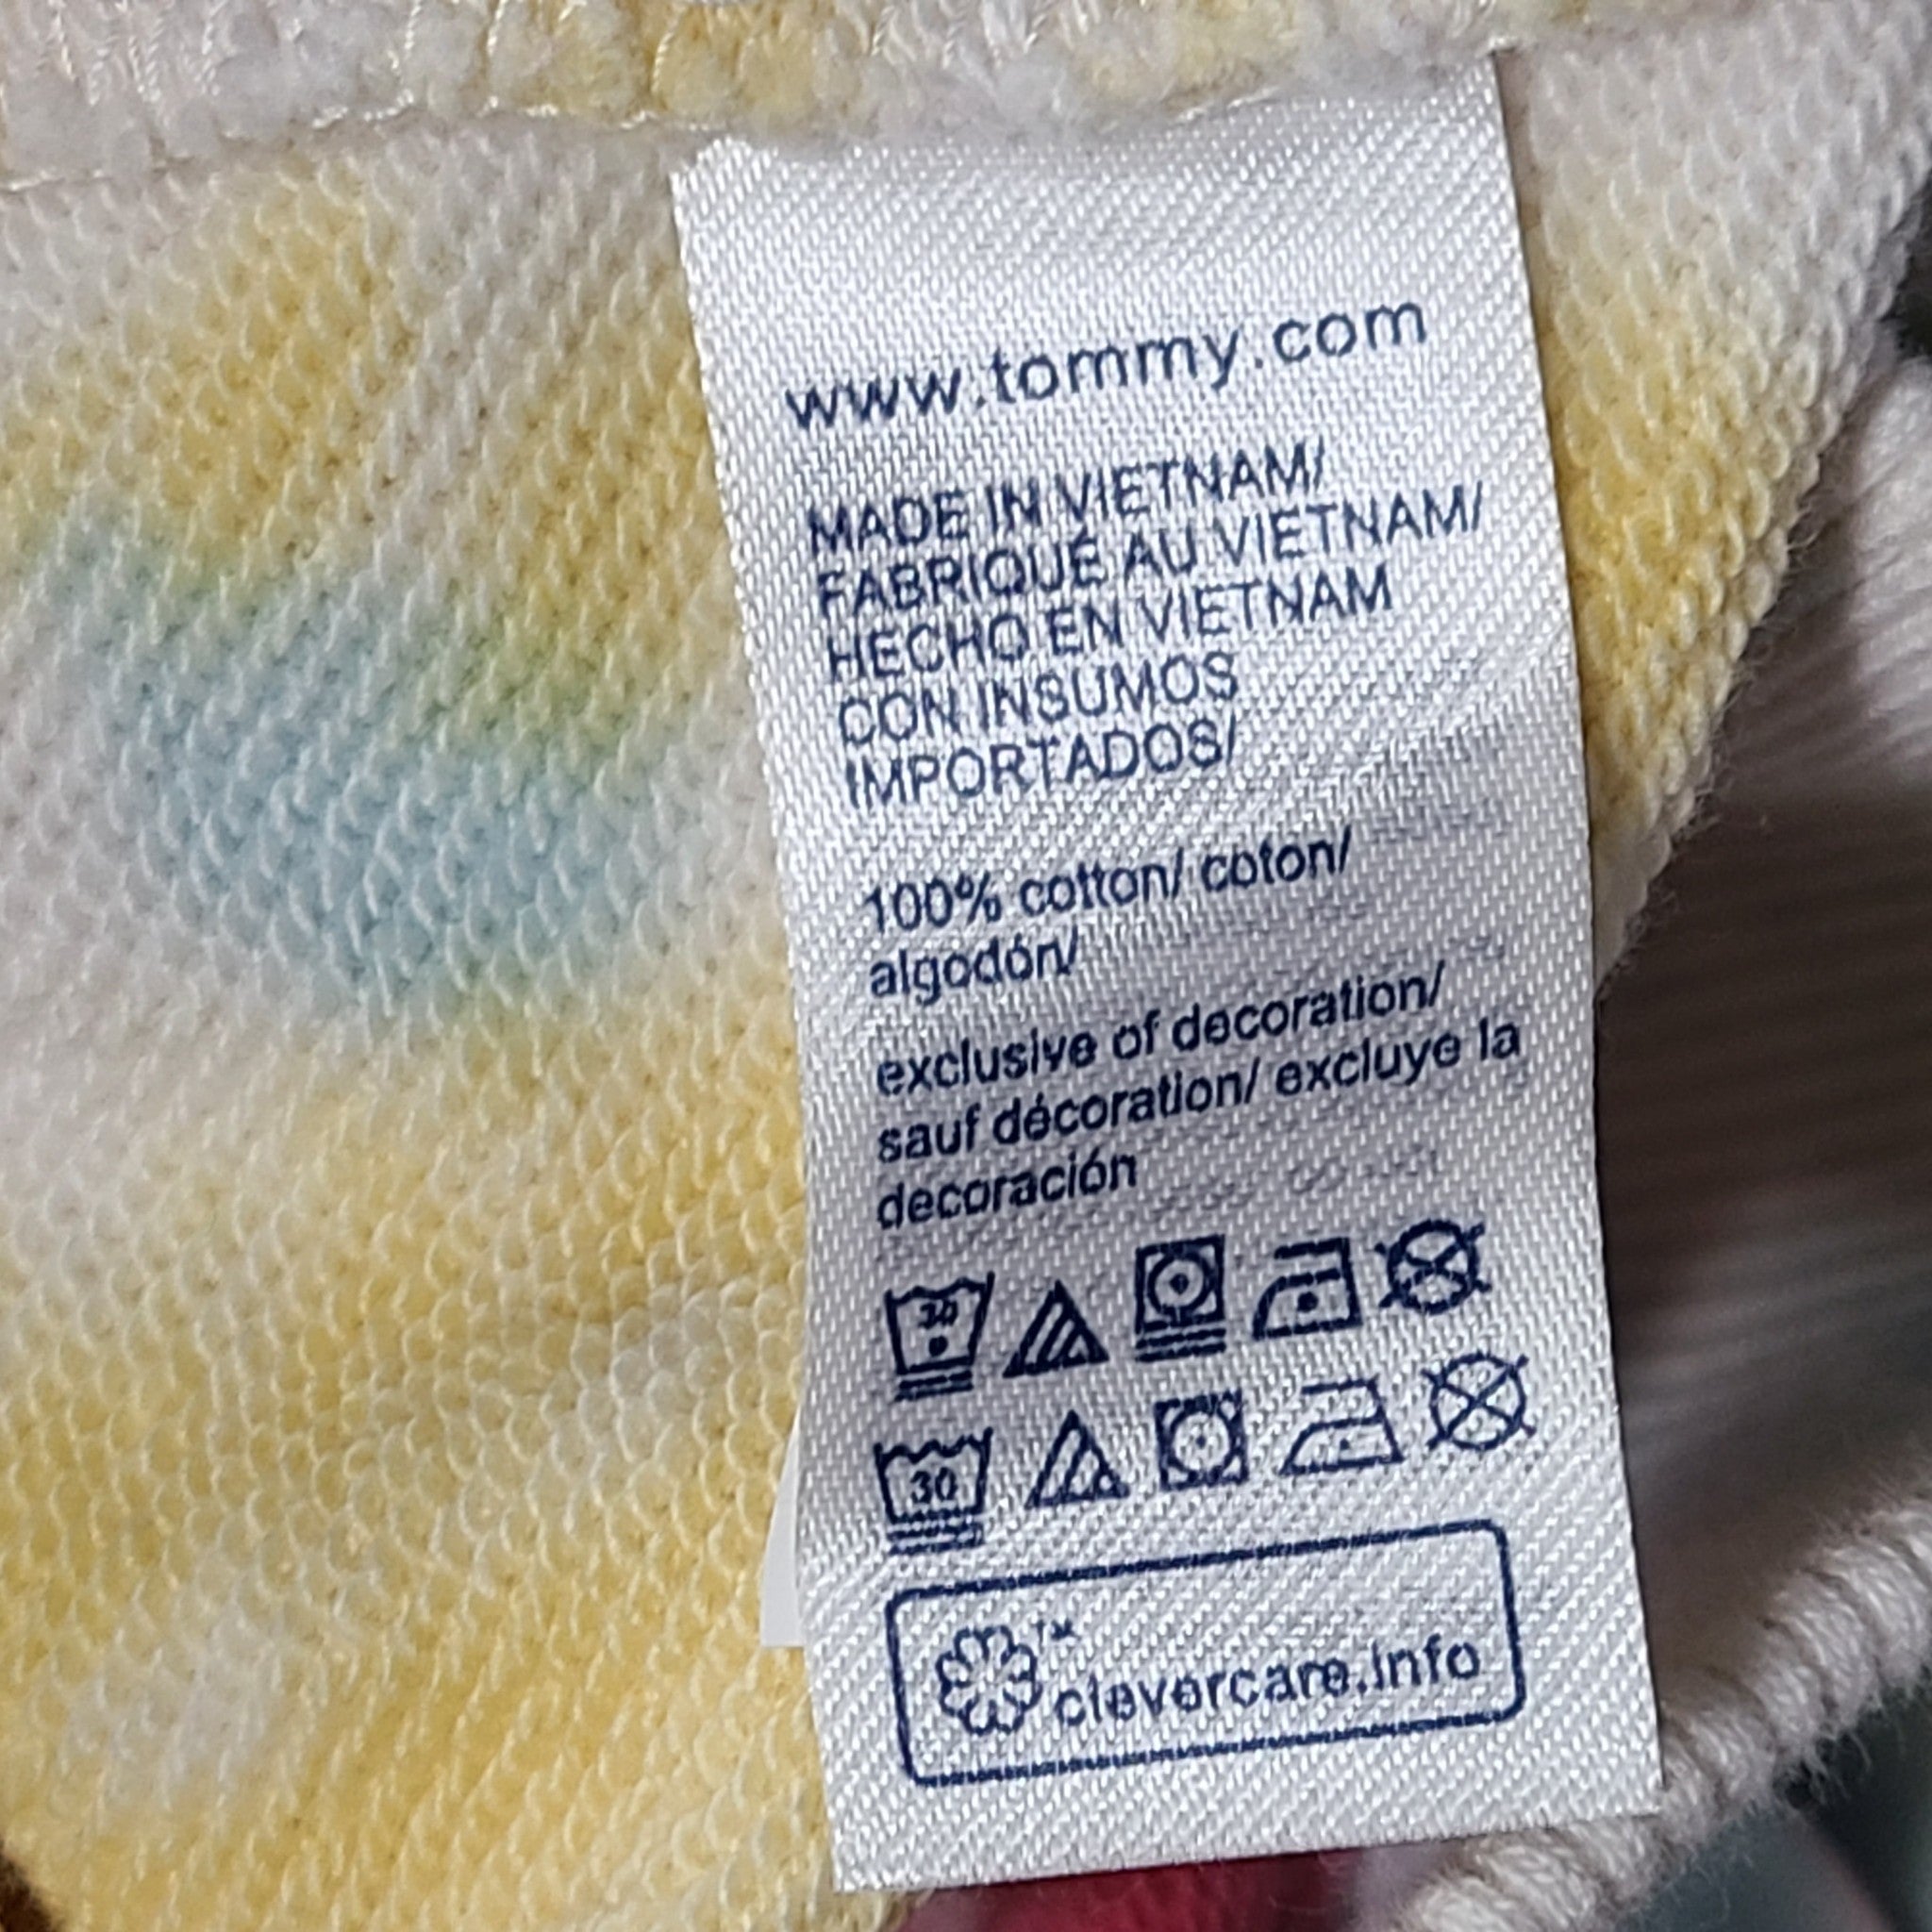 www.tommy.com
MADE IN VIETNAM/
FABRIQUÉ AU VIETNAM/
HECHO EN VIETNAM
CON INSUMOS
IMPORTADOS/
100% cotton/ coton/
algodón/
exclusive of decoration/
sauf décoration/ excluye la
decoración
30
30
TM
clevercare.info